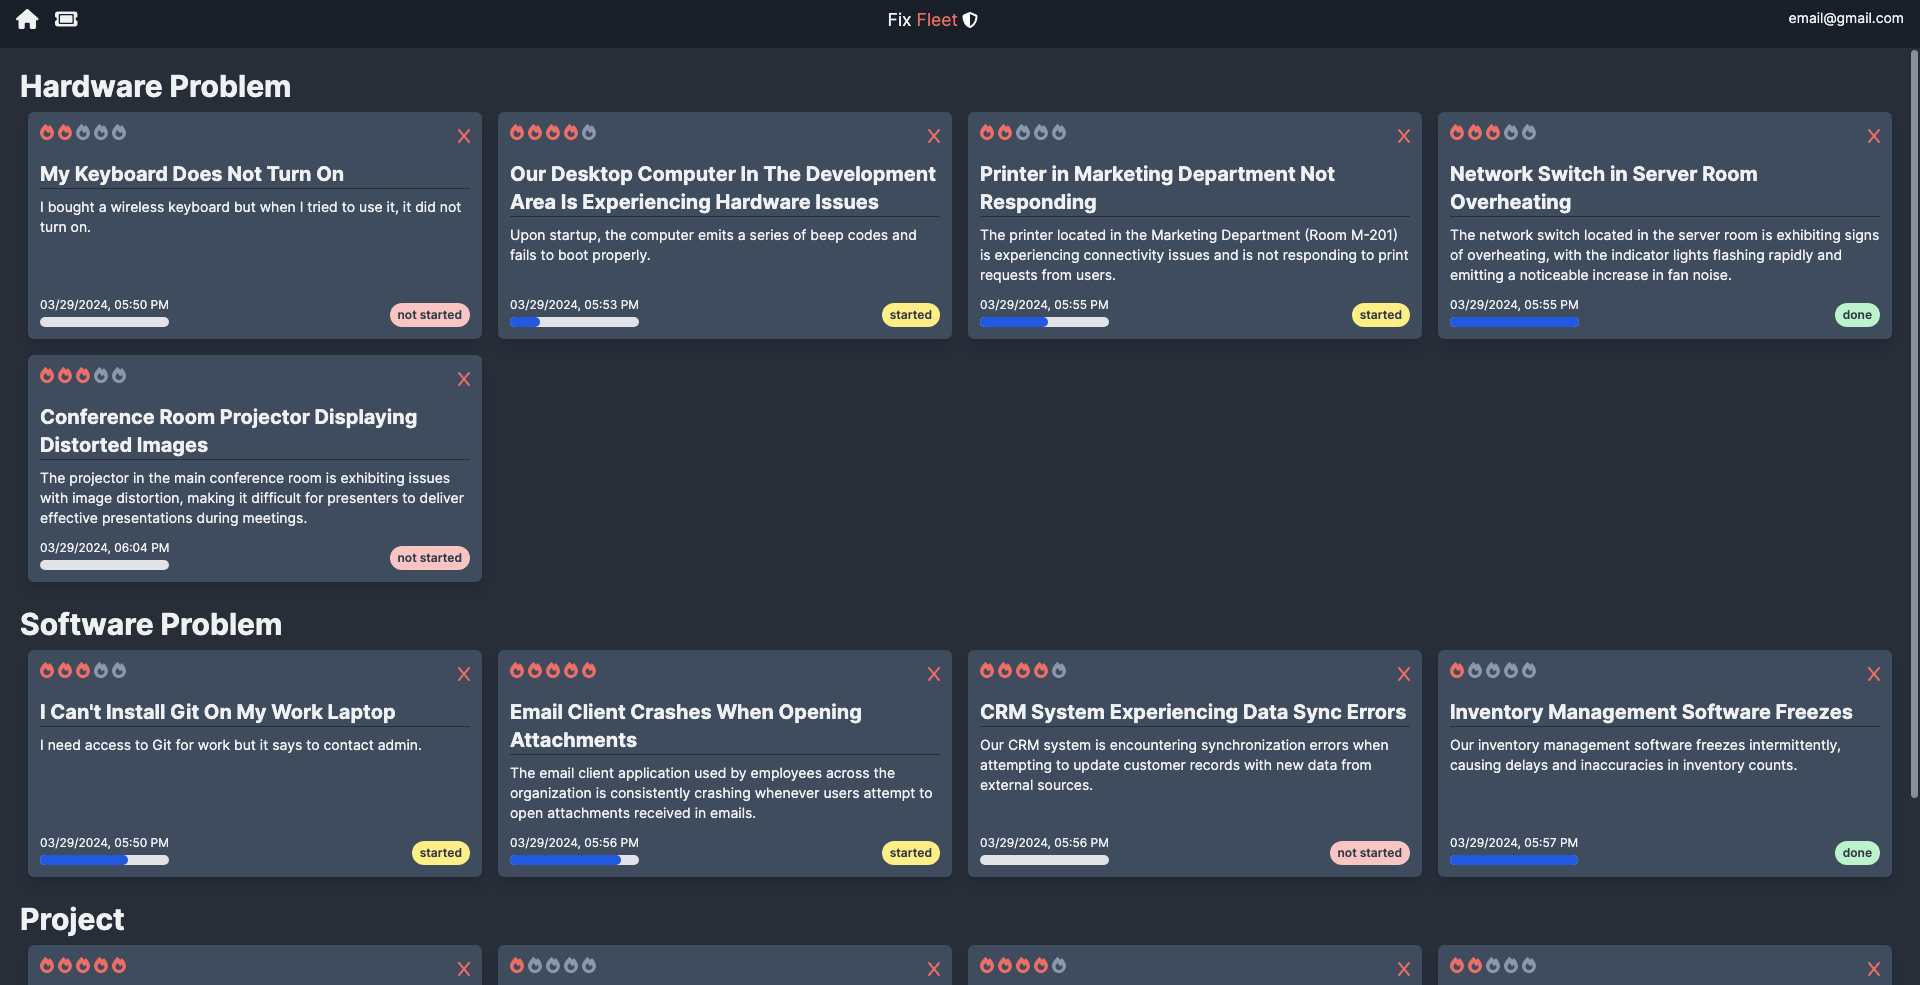 Fix Fleet
email@gmail.com
Hardware Problem
X
My Keyboard Does Not Turn On
I bought a wireless keyboard but when I tried to use it, it did not
turn on.
03/29/2024, 05:50 PM
not started
X
Our Desktop Computer In The Development
Area Is Experiencing Hardware Issues
Upon startup, the computer emits a series of beep codes and
fails to boot properly.
03/29/2024, 05:53 PM
started
X
Printer in Marketing Department Not
Responding
The printer located in the Marketing Department (Room M-201)
is experiencing connectivity issues and is not responding to print
requests from users.
03/29/2024, 05:55 PM
started
X
Network Switch in Server Room
Overheating
The network switch located in the server room is exhibiting signs
of overheating, with the indicator lights flashing rapidly and
emitting a noticeable increase in fan noise.
03/29/2024, 05:55 PM
done
X
Conference Room Projector Displaying
Distorted Images
The projector in the main conference room is exhibiting issues
with image distortion, making it difficult for presenters to deliver
effective presentations during meetings.
03/29/2024, 06:04 PM
not started
Software Problem
X
I Can't Install Git On My Work Laptop
I need access to Git for work but it says to contact admin.
03/29/2024, 05:50 PM
started
X
Email Client Crashes When Opening
Attachments
The email client application used by employees across the
organization is consistently crashing whenever users attempt to
open attachments received in emails.
03/29/2024, 05:56 PM
started
X
CRM System Experiencing Data Sync Errors
Our CRM system is encountering synchronization errors when
attempting to update customer records with new data from
external sources.
03/29/2024, 05:56 PM
not started
X
Inventory Management Software Freezes
Our inventory management software freezes intermittently,
causing delays and inaccuracies in inventory counts.
03/29/2024, 05:57 PM
done
Project
X
X
X
X